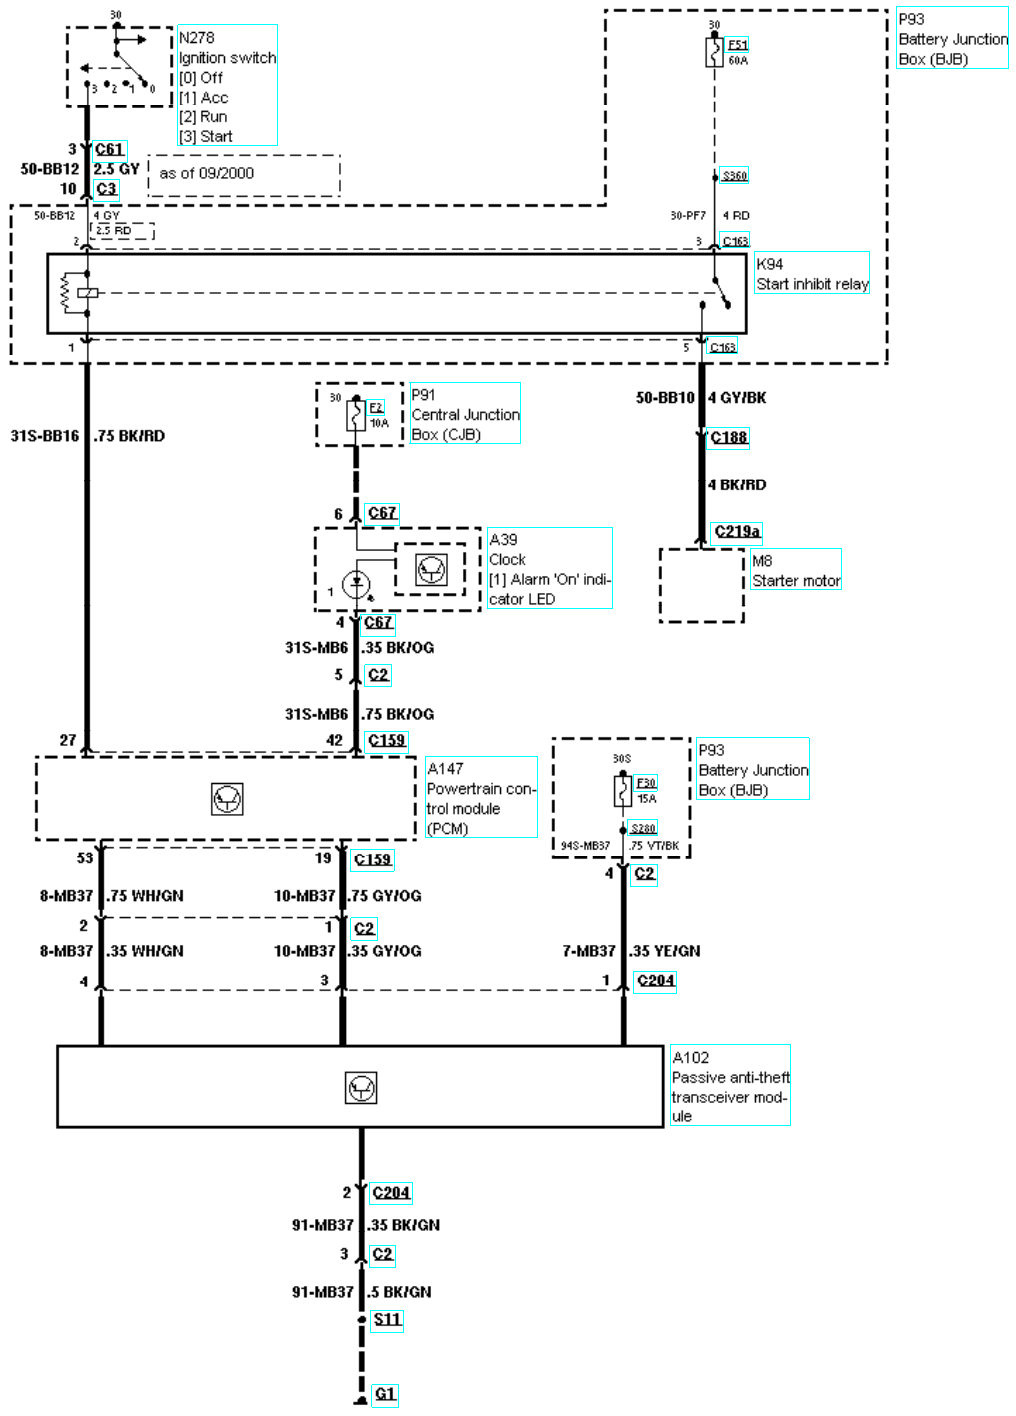 30
N278
Ignition switch
[0] Off
[1] Acc
[2] Run
[3] Start
3 2 1 0
3 C61
50-BB12 2.5 GY
10 C3
as of 09/2000
50-BB12 4 GY
2.5 RD
2
30
F51
60A
S360
30-PF7 4 RD
3 C163
P93
Battery Junction
Box (BJB)
K94
Start inhibit relay
1
5 C163
31S-BB16 .75 BK/RD
30
F2
10A
P91
Central Junction
Box (CJB)
50-BB10 4 GY/BK
C188
4 BK/RD
C219a
M8
Starter motor
6 C67
A39
Clock
[1] Alarm 'On' indi-
cator LED
1
4 C67
31S-MB6 .35 BK/OG
5 C2
31S-MB6 .75 BK/OG
27
42 C159
A147
Powertrain con-
trol module
(PCM)
30S
F30
15A
S280
94S-MB37 .75 VT/BK
P93
Battery Junction
Box (BJB)
53
19 C159
4 C2
8-MB37 .75 WH/GN
10-MB37 .75 GY/OG
2
1 C2
8-MB37 .35 WH/GN
10-MB37 .35 GY/OG
7-MB37 .35 YE/GN
4
3
1 C204
A102
Passive anti-theft
transceiver mod-
ule
2 C204
91-MB37 .35 BK/GN
3 C2
91-MB37 .5 BK/GN
S11
G1